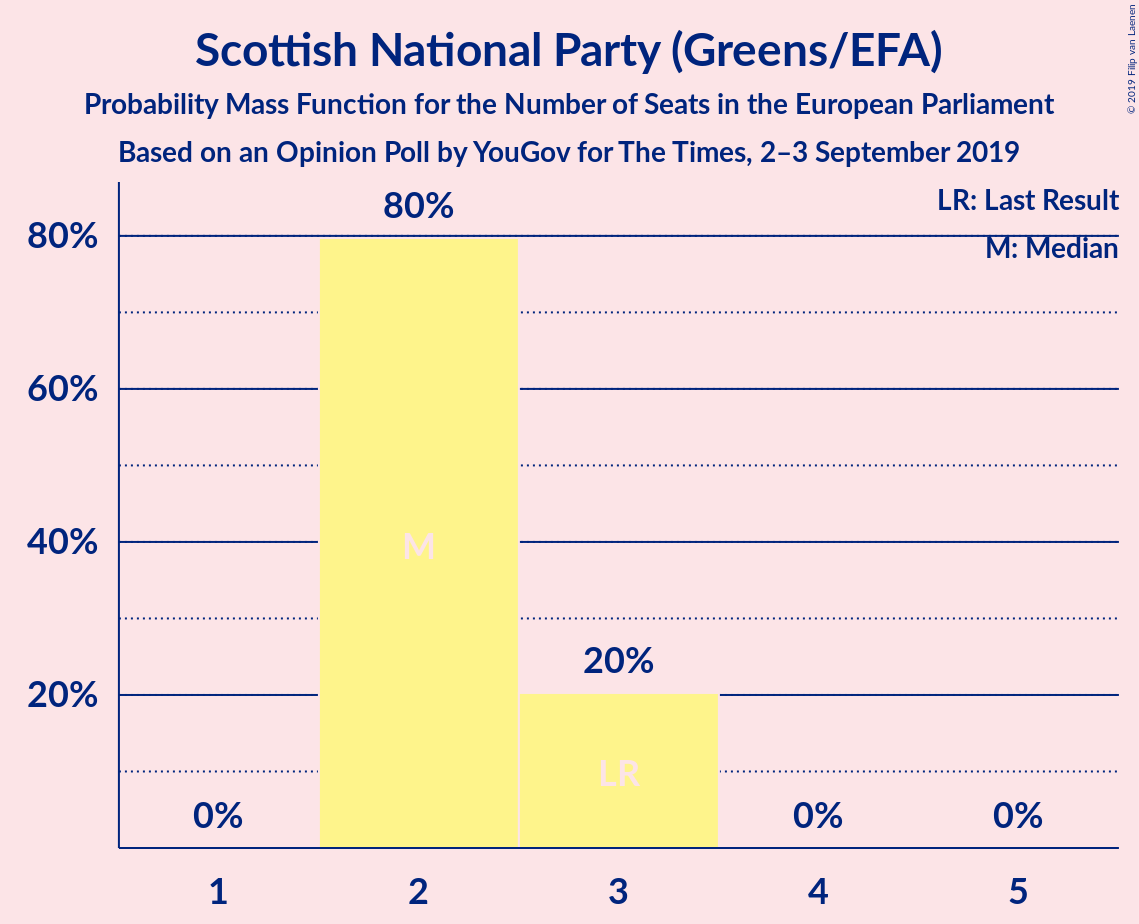 Scottish National Party (Greens/EFA)
Probability Mass Function for the Number of Seats in the European Parliament
Based on an Opinion Poll by YouGov for The Times, 2–3 September 2019
© 2019 Filip van Laenen
LR: Last Result
M: Median
80%
60%
40%
20%
0%
80%
20%
0%
0%
M
LR
1
2
3
4
5